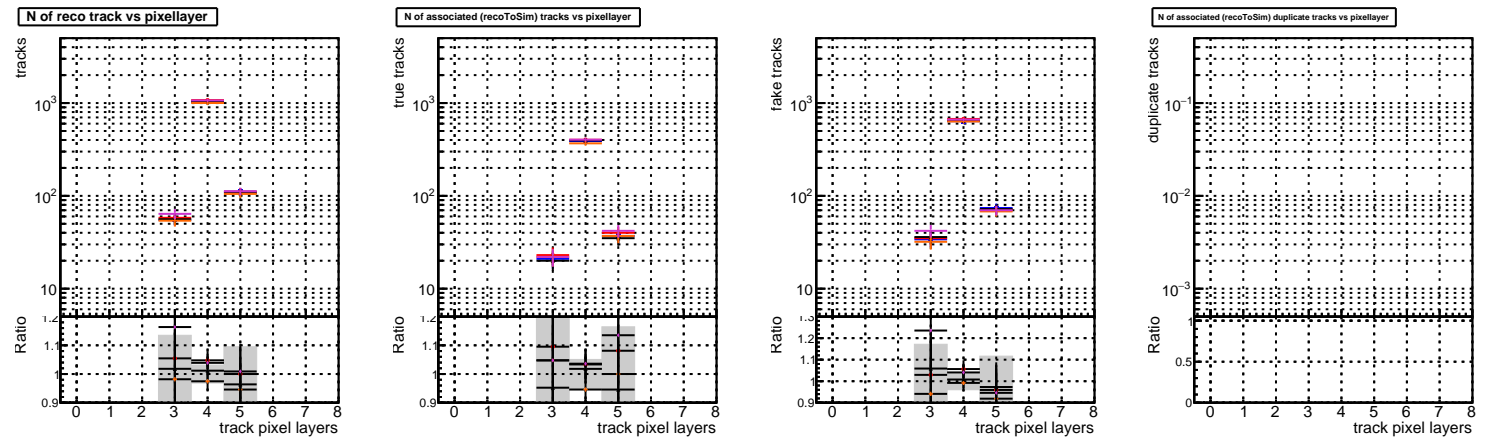 N of reco track vs pixellayer
tracks
10³
10²
10
Ratio
1.2
1.1
1
0.9
0 1 2 3 4 5 6 7 8
track pixel layers
N of associated (recoToSim) tracks vs pixellayer
true tracks
10³
10²
10
Ratio
1.2
1.1
1
0.9
0 1 2 3 4 5 6 7 8
track pixel layers
fake tracks
10³
10²
10
Ratio
1.3
1.2
1.1
1
0.9
0 1 2 3 4 5 6 7 8
track pixel layers
N of associated (recoToSim) duplicate tracks vs pixellayer
duplicate tracks
10⁻¹
10⁻²
10⁻³
Ratio
1
0.5
0
0 1 2 3 4 5 6 7 8
track pixel layers